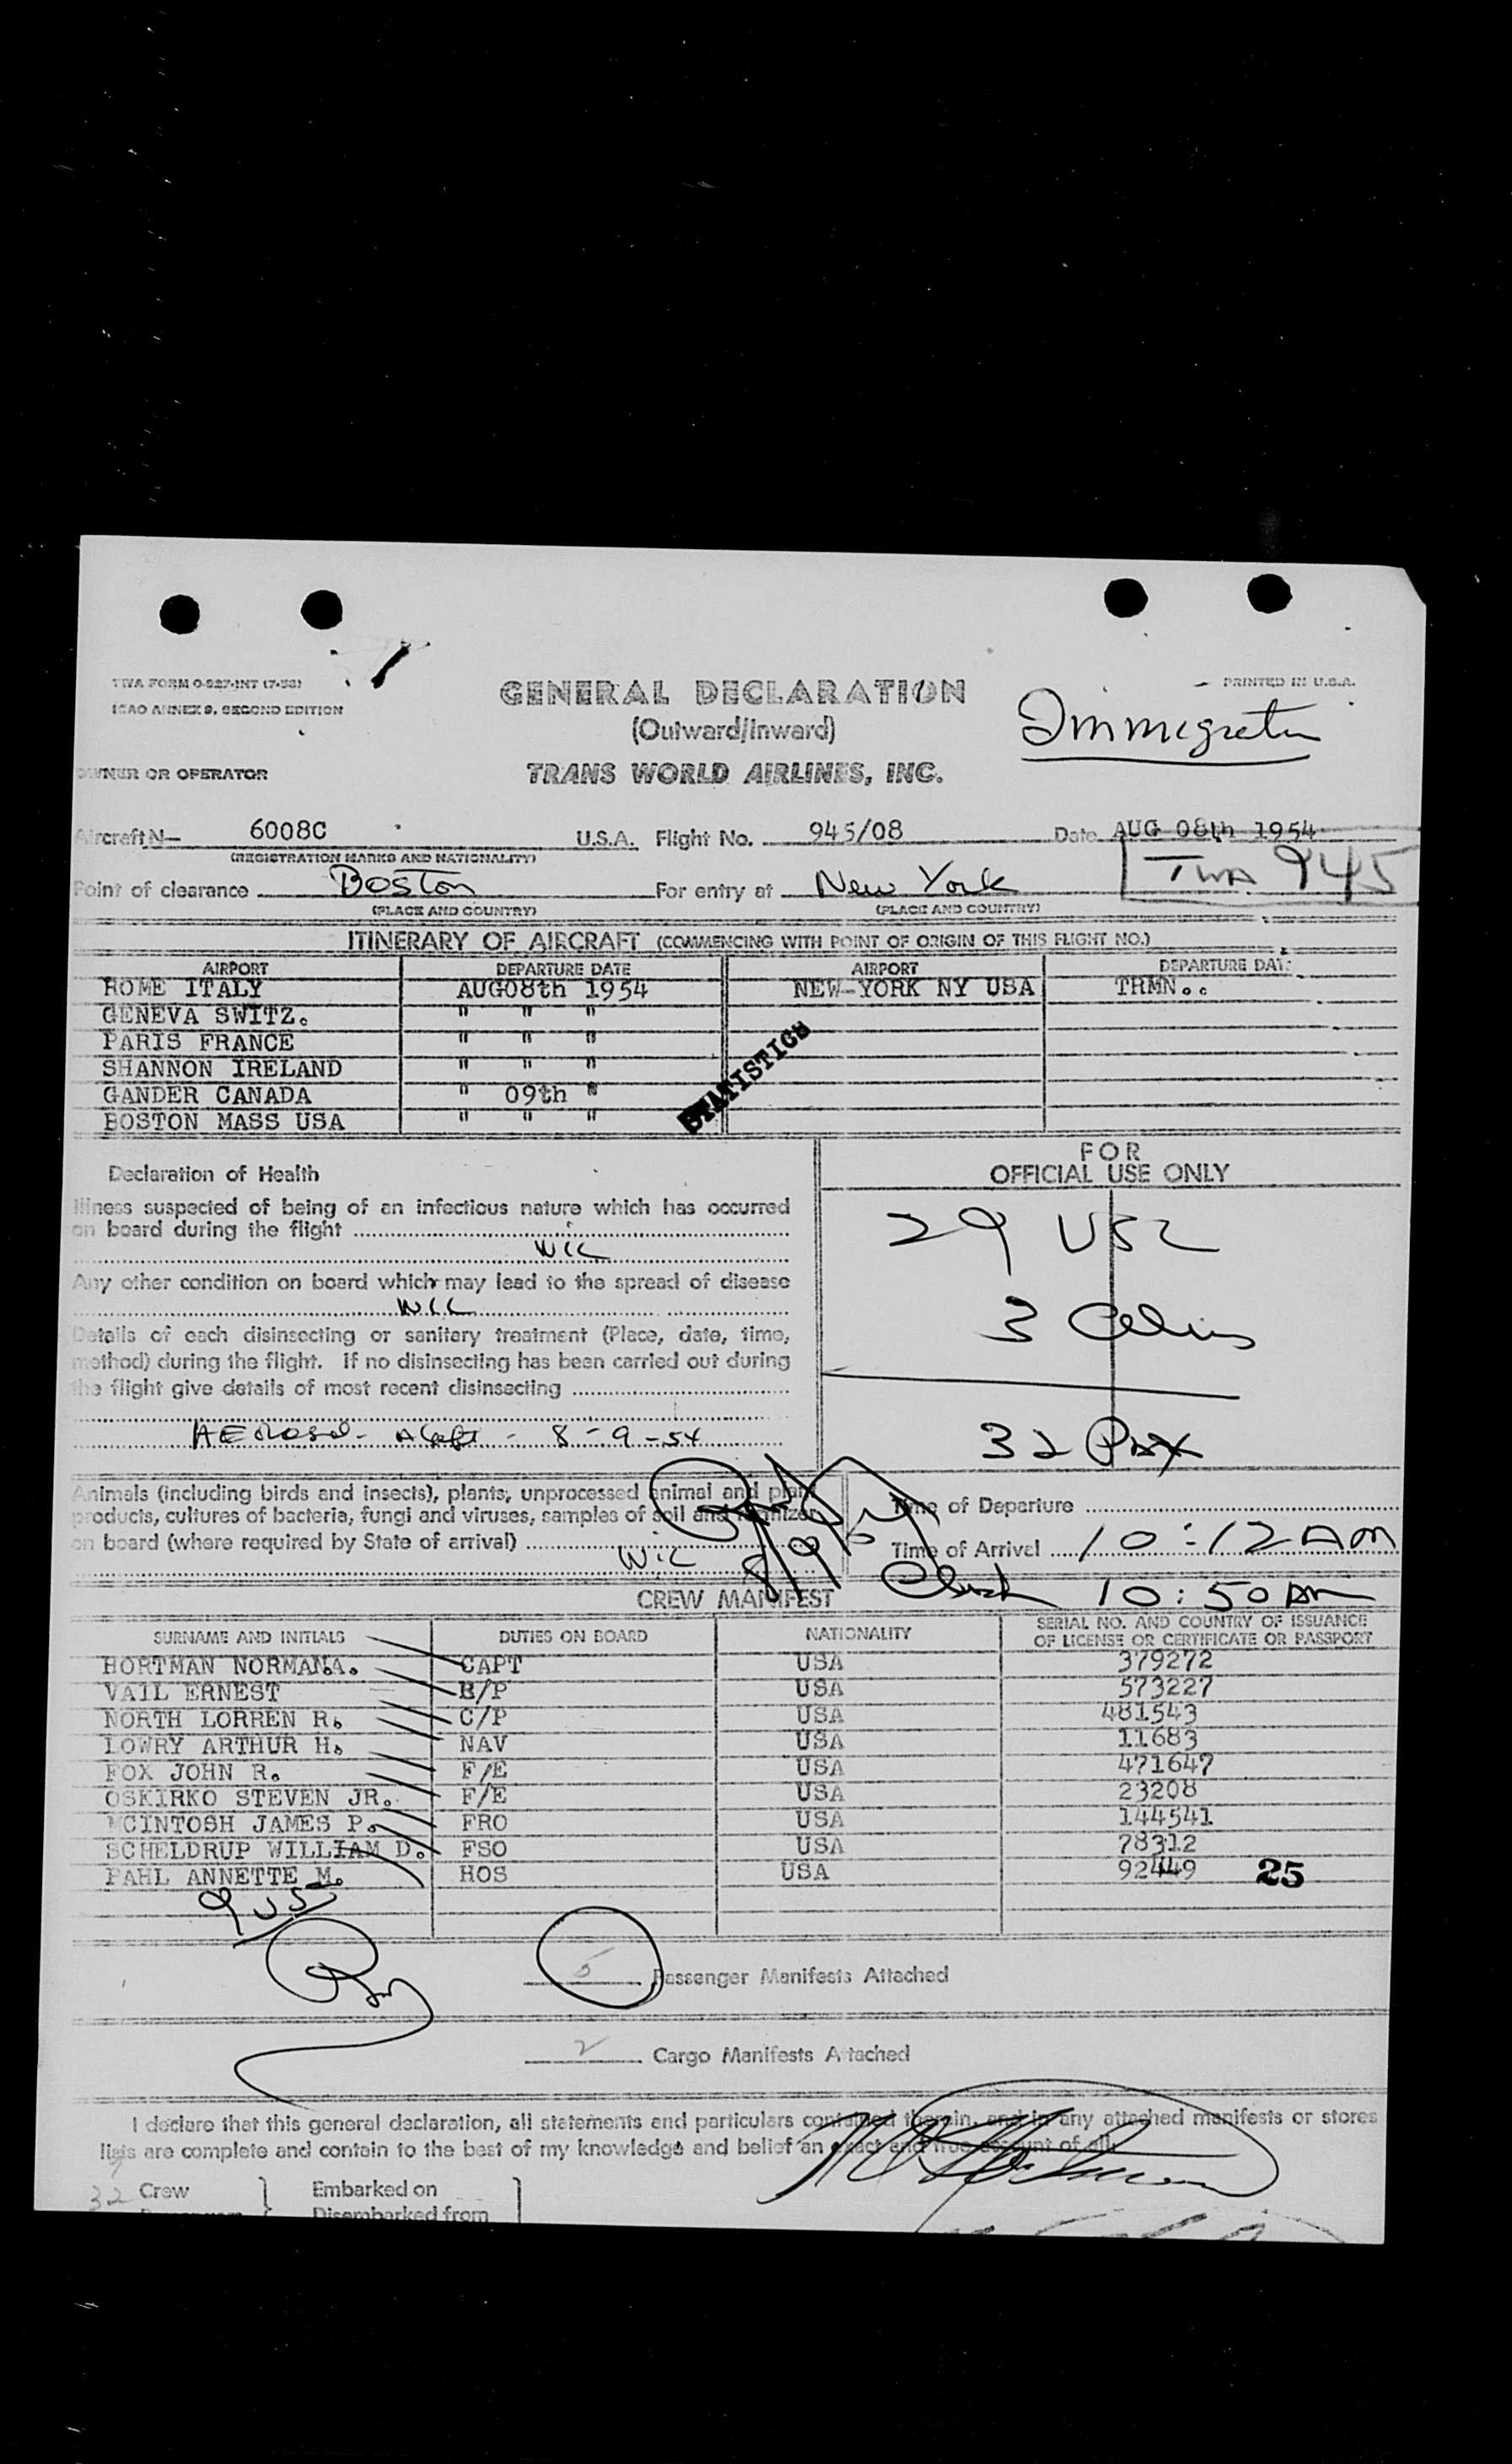 TWA FORM O-927-INT (7-53)
ICAO ANNEX 9, SECOND EDITION
PRINTED IN U.S.A.
GENERAL DECLARATION
(Outward/Inward)
Immigration
OWNER OR OPERATOR
TRANS WORLD AIRLINES, INC.
Aircraft N— 6008C U.S.A. Flight No. 945/08 Date AUG 08th 1954
(REGISTRATION MARKS AND NATIONALITY)
TWA 945
Point of clearance Boston For entry at New York
(PLACE AND COUNTRY) (PLACE AND COUNTRY)
ITINERARY OF AIRCRAFT (COMMENCING WITH POINT OF ORIGIN OF THIS FLIGHT NO.)
AIRPORT DEPARTURE DATE AIRPORT DEPARTURE DATE
ROME ITALY AUG08th 1954 NEW-YORK NY USA TRMN..
GENEVA SWITZ. " " "
PARIS FRANCE " " "
SHANNON IRELAND " " "
GANDER CANADA " 09th "
BOSTON MASS USA " " "
STATISTICS
Declaration of Health
FOR
OFFICIAL USE ONLY
Illness suspected of being of an infectious nature which has occurred
on board during the flight
NIL
Any other condition on board which may lead to the spread of disease
NIL
Details of each disinsecting or sanitary treatment (Place, date, time,
method) during the flight. If no disinsecting has been carried out during
the flight give details of most recent disinsecting
AEROSOL - - 8-9-54
29 USC
3 Aliens
32 Pax
Animals (including birds and insects), plants, unprocessed animal and plant
products, cultures of bacteria, fungi and viruses, samples of soil and
on board (where required by State of arrival)
NIL
8/9
Time of Departure
Time of Arrival 10:12 AM
10:50 AM
CREW MANIFEST
SURNAME AND INITIALS DUTIES ON BOARD NATIONALITY SERIAL NO. AND COUNTRY OF ISSUANCE
OF LICENSE OR CERTIFICATE OR PASSPORT
HORTMAN NORMAN.A. CAPT USA 379272
VAIL ERNEST R/P USA 573227
NORTH LORREN R. C/P USA 481543
LOWRY ARTHUR H. NAV USA 11683
FOX JOHN R. F/E USA 471647
OSKIRKO STEVEN JR. F/E USA 23208
MCINTOSH JAMES P. FRO USA 144541
SCHELDRUP WILLIAM D. FSO USA 78312
PAHL ANNETTE M. HOS USA 92449
25
9 US
5 Passenger Manifests Attached
2 Cargo Manifests Attached
I declare that this general declaration, all statements and particulars contained therein, and in any attached manifests or stores
lists are complete and contain to the best of my knowledge and belief an exact and true account of all
9 Crew Embarked on
32 Passengers Disembarked from